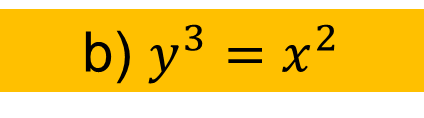 b) y³ = x²